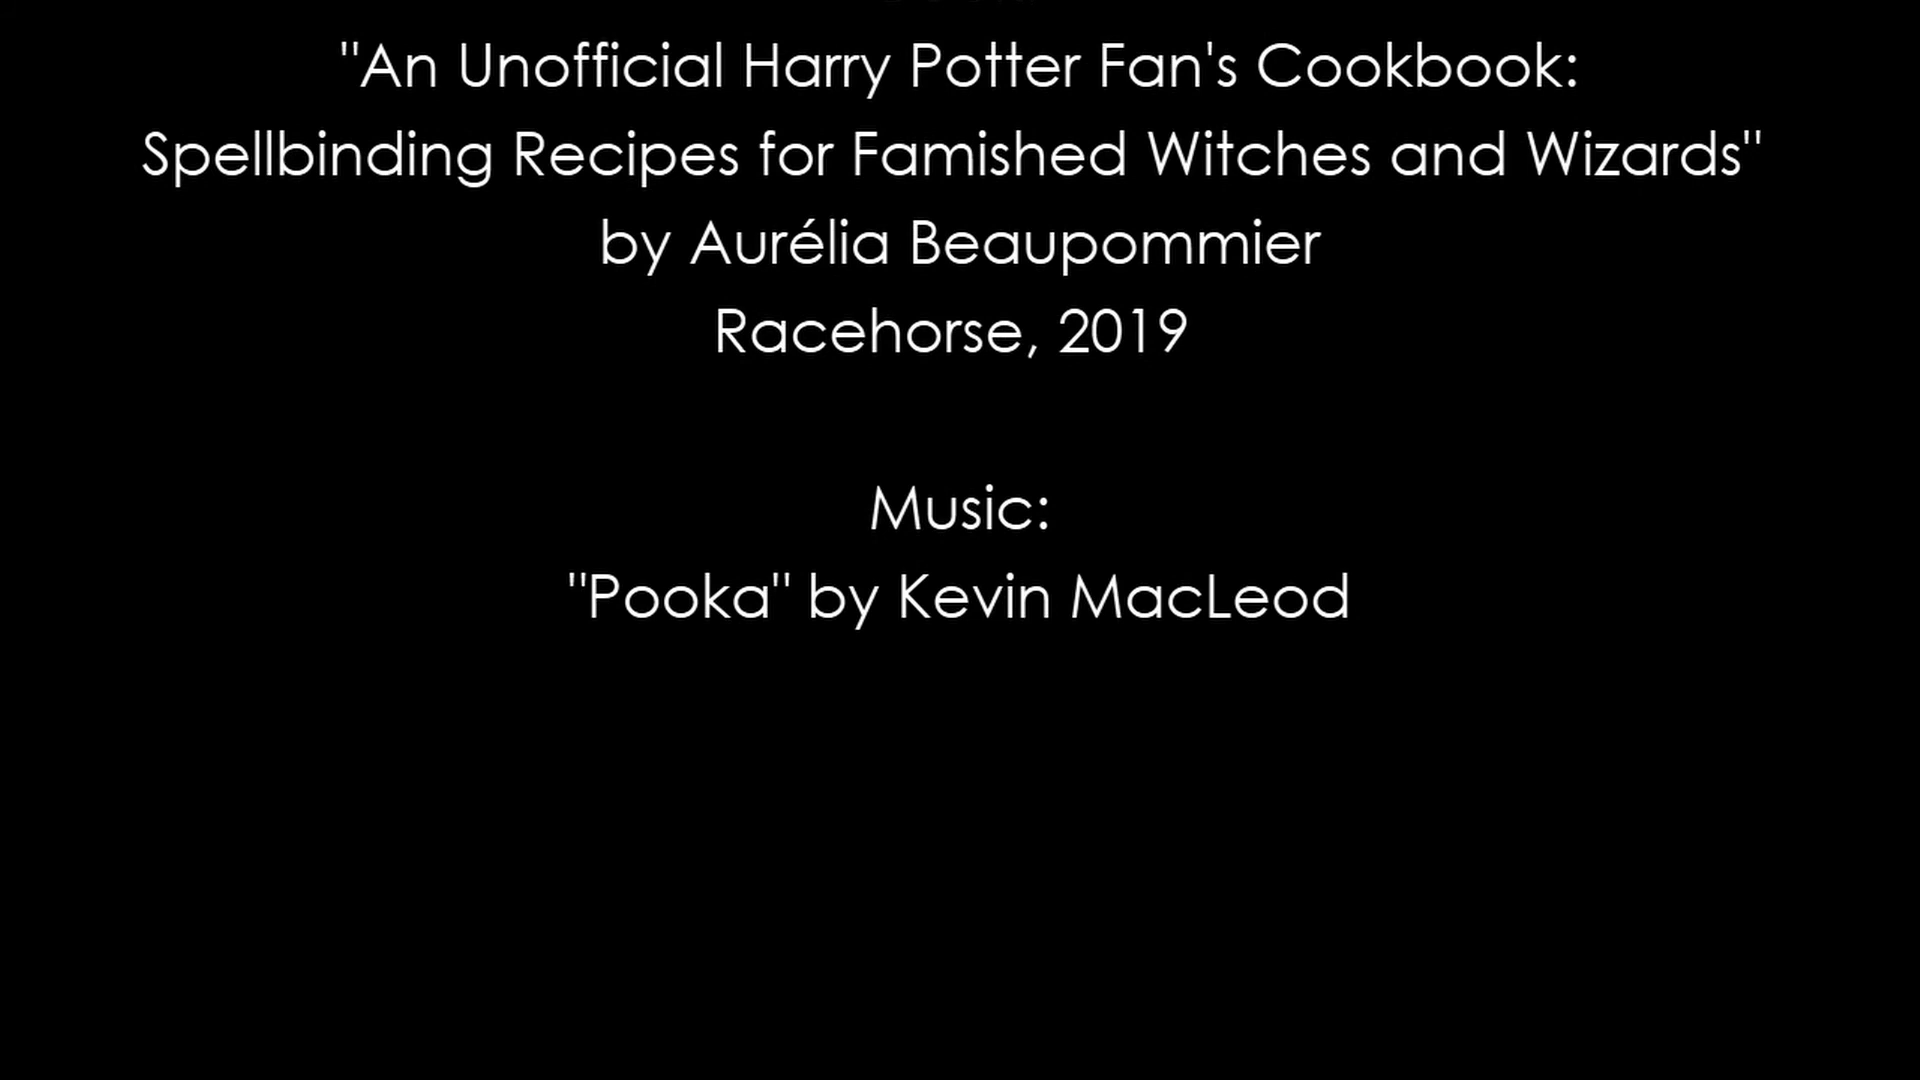 "An Unofficial Harry Potter Fan's Cookbook:
Spellbinding Recipes for Famished Witches and Wizards"
by Aurélia Beaupommier
Racehorse, 2019
Music:
"Pooka" by Kevin MacLeod